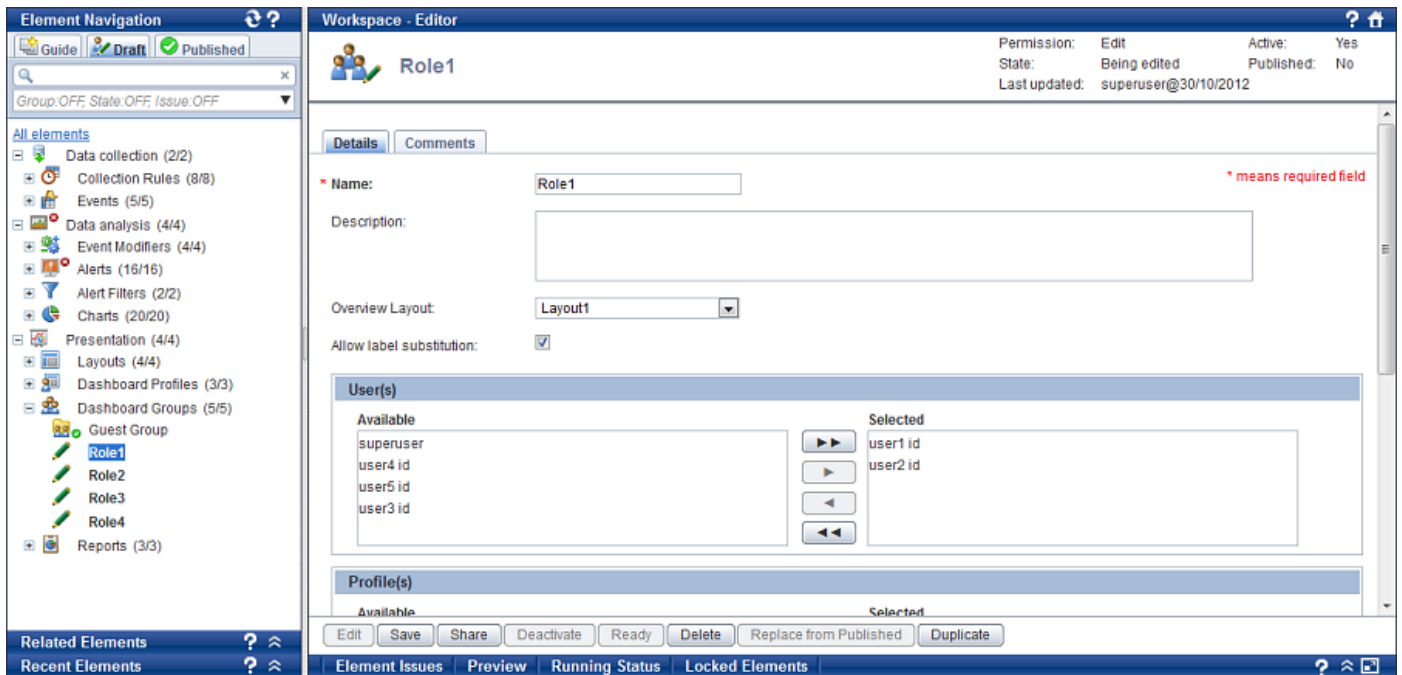 Element Navigation
?
Guide
Draft
Published
Group:OFF, State:OFF, Issue:OFF
All elements
Data collection (2/2)
Collection Rules (8/8)
Events (5/5)
Data analysis (4/4)
Event Modifiers (4/4)
Alerts (16/16)
Alert Filters (2/2)
Charts (20/20)
Presentation (4/4)
Layouts (4/4)
Dashboard Profiles (3/3)
Dashboard Groups (5/5)
Guest Group
Role1
Role2
Role3
Role4
Reports (3/3)
Related Elements ?
Recent Elements ?
Workspace - Editor ?
Role1
Permission: Edit Active: Yes
State: Being edited Published: No
Last updated: superuser@30/10/2012
Details Comments
* Name: Role1 * means required field
Description:
Overview Layout: Layout1
Allow label substitution:
User(s)
Available Selected
superuser user1 id
user4 id user2 id
user5 id
user3 id
Profile(s)
Available Selected
Edit Save Share Deactivate Ready Delete Replace from Published Duplicate
Element Issues Preview Running Status Locked Elements ?